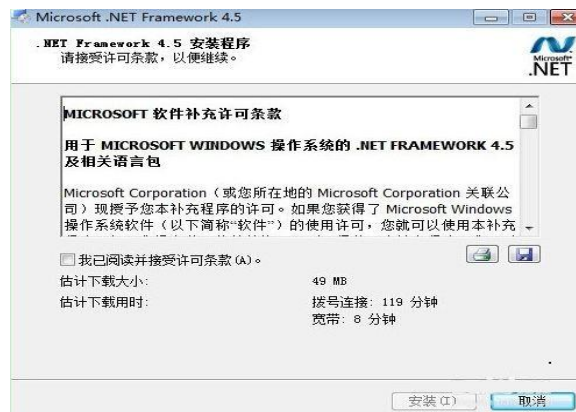 Microsoft .NET Framework 4.5
.NET Framework 4.5 安装程序
请接受许可条款，以便继续。
Microsoft®
.NET
MICROSOFT 软件补充许可条款
用于 MICROSOFT WINDOWS 操作系统的 .NET FRAMEWORK 4.5
及相关语言包
Microsoft Corporation（或您所在地的 Microsoft Corporation 关联公
司）现授予您本补充程序的许可。如果您获得了 Microsoft Windows
操作系统软件（以下简称“软件”）的使用许可，您就可以使用本补充
我已阅读并接受许可条款(A)。
估计下载大小:
49 MB
估计下载用时:
拨号连接: 119 分钟
宽带: 8 分钟
安装(I)
取消